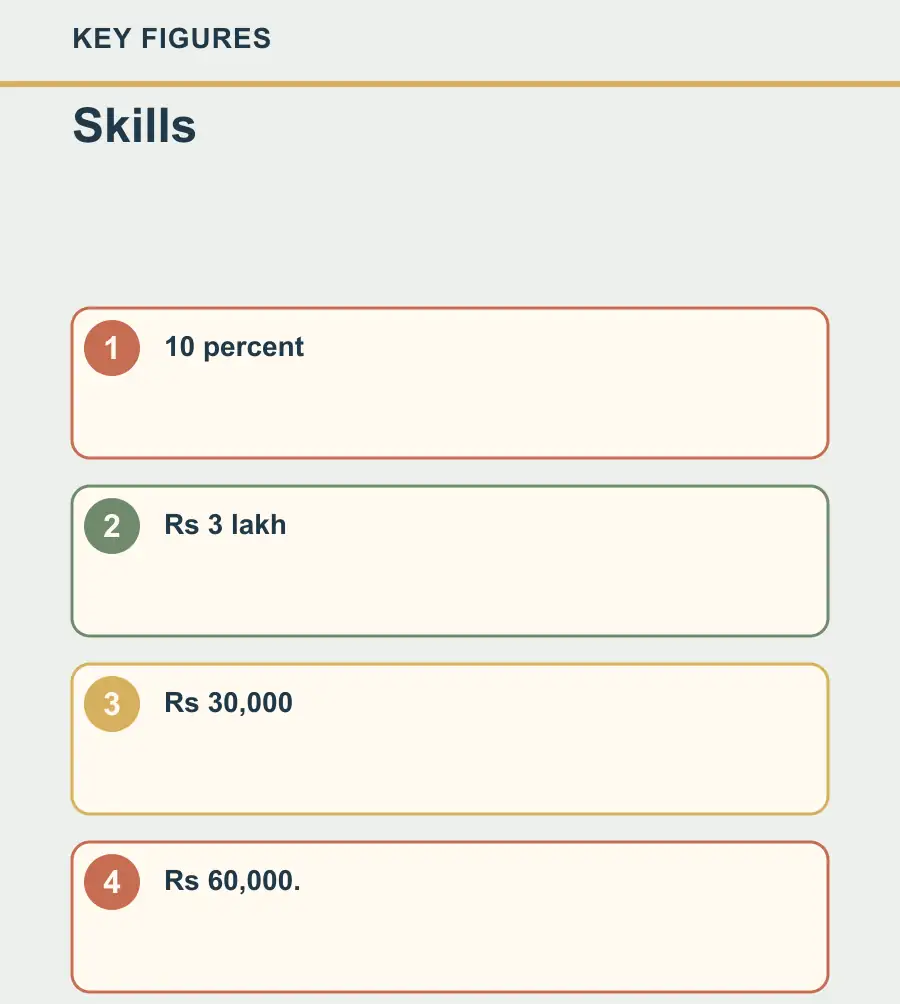 KEY FIGURES
Skills
1 10 percent
2 Rs 3 lakh
3 Rs 30,000
4 Rs 60,000.